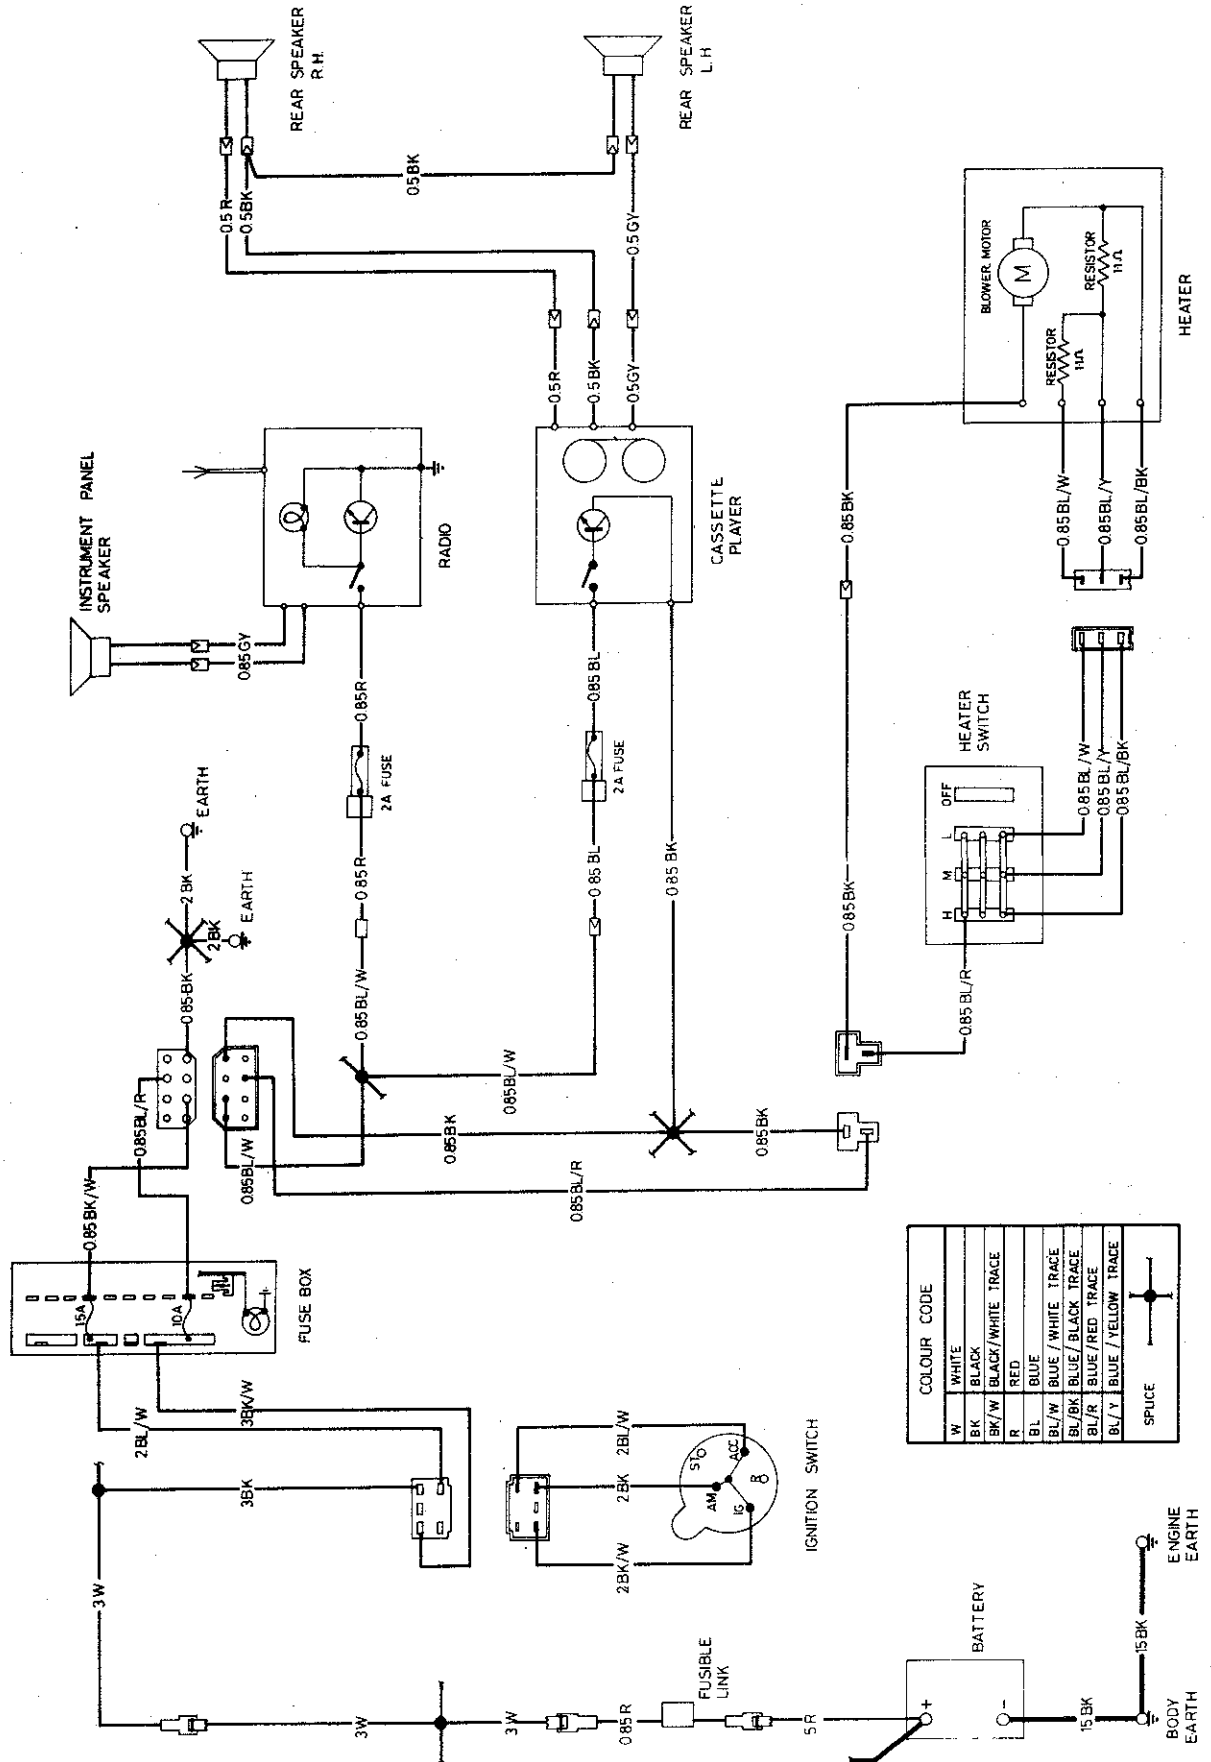 REAR SPEAKER
R.H.
REAR SPEAKER
L.H
0.5R
0.5BK
0.5BK
0.5GY
0.5R
0.5BK
0.5GY
INSTRUMENT PANEL
SPEAKER
0.85GY
RADIO
CASSETTE
PLAYER
0.85R
2A FUSE
0.85R
0.85BL/W
0.85BL
2A FUSE
0.85BL
0.85BL/W
0.85BK
EARTH
2BK
EARTH
2BK
0.85BK
0.85BL/R
0.85BK/W
0.85BL/W
0.85BK
0.85BL/R
0.85BK
FUSE BOX
15A
10A
2BL/W
3BK/W
3BK
3W
3W
3W
0.85R
FUSIBLE
LINK
5R
BATTERY
+
-
15BK
15BK
BODY
EARTH
ENGINE
EARTH
IGNITION SWITCH
2BL/W
2BK
2BK/W
ST
ACC
AM
IG
R
BLOWER MOTOR
M
RESISTOR
1Ω
RESISTOR
1Ω
HEATER
0.85BK
0.85BK
0.85BL/W
0.85BL/Y
0.85BL/BK
HEATER
SWITCH
OFF
L
M
H
0.85BL/W
0.85BL/Y
0.85BL/BK
0.85BL/R
COLOUR CODE
W WHITE
BK BLACK
BK/W BLACK/WHITE TRACE
R RED
BL BLUE
BL/W BLUE/WHITE TRACE
BL/BK BLUE/BLACK TRACE
BL/R BLUE/RED TRACE
BL/Y BLUE/YELLOW TRACE
SPLICE